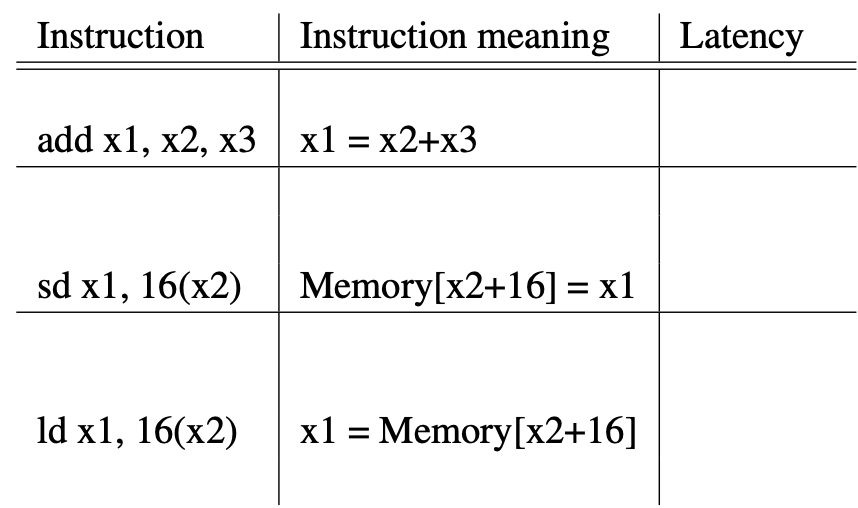 Instruction Instruction meaning Latency
add x1, x2, x3 x1 = x2+x3
sd x1, 16(x2) Memory[x2+16] = x1
ld x1, 16(x2) x1 = Memory[x2+16]